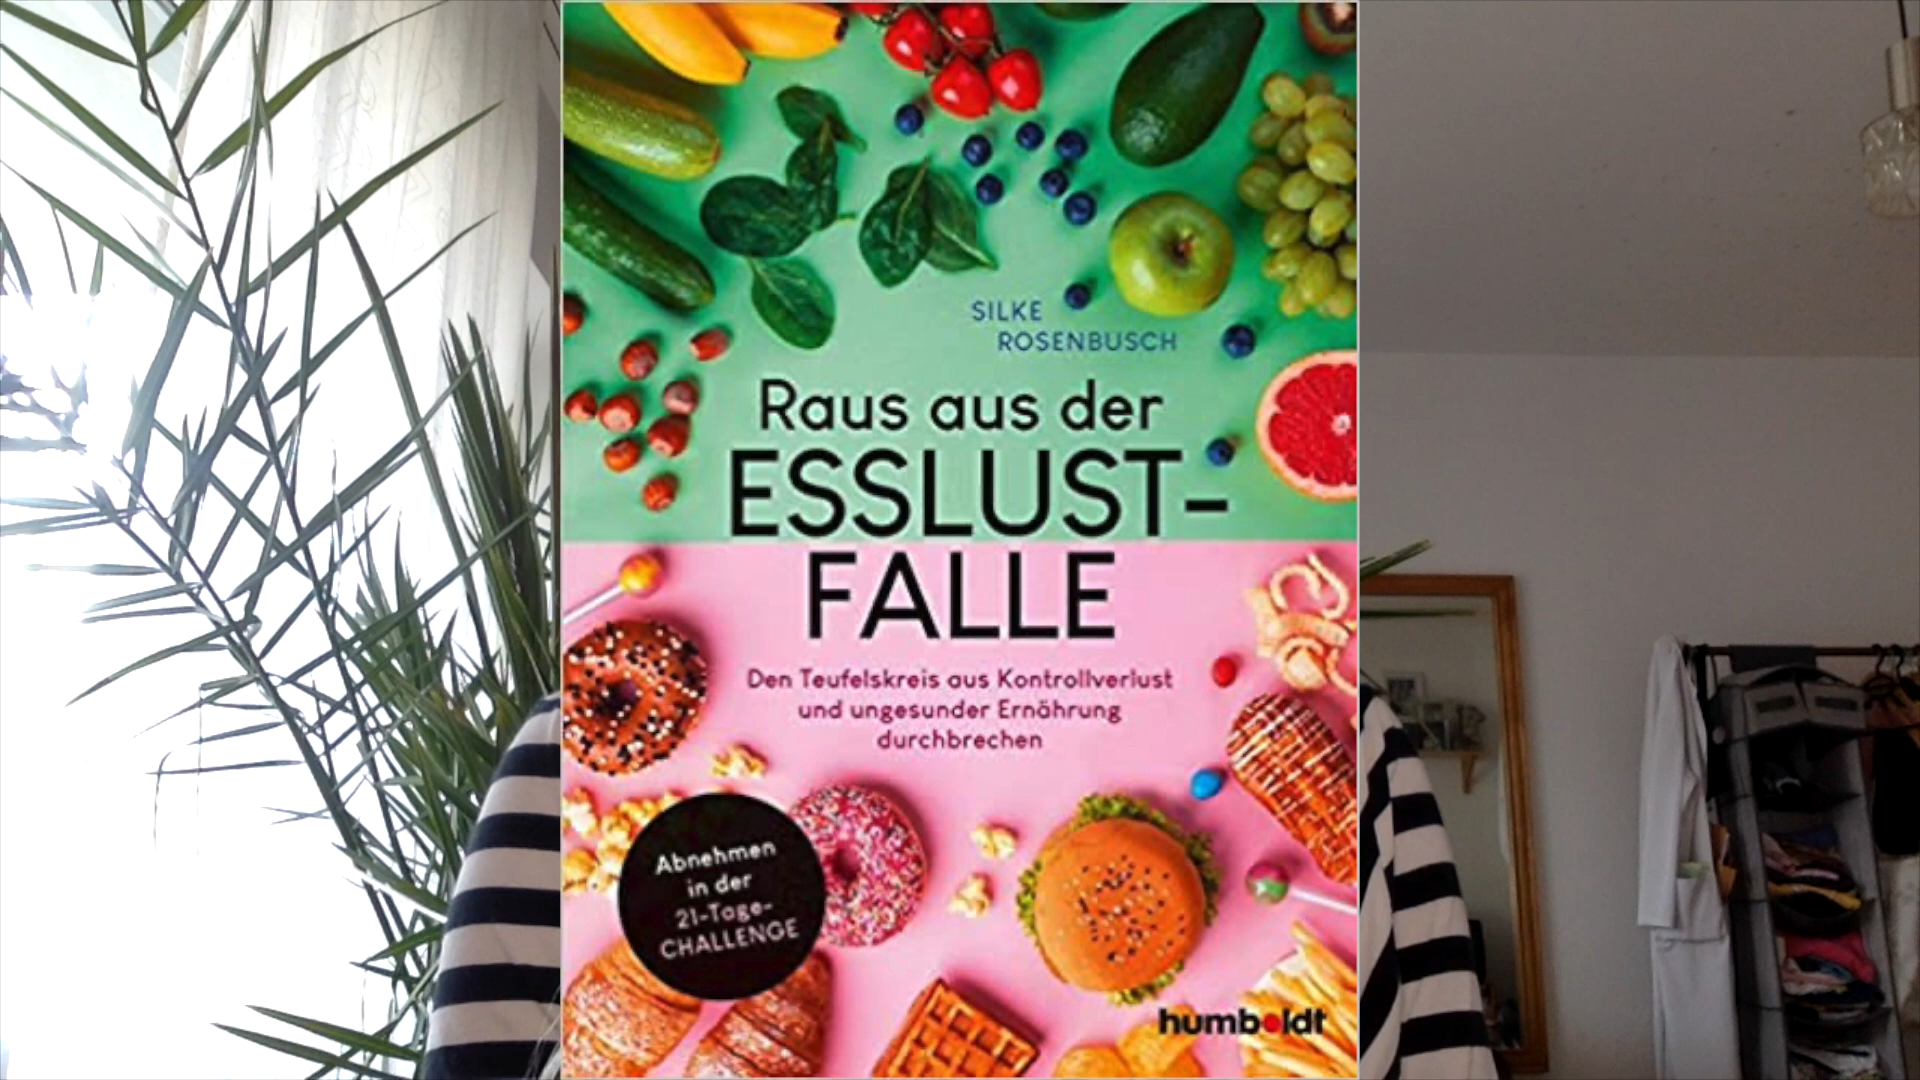 SILKE
ROSENBUSCH
Raus aus der
ESSLUST-
FALLE
Den Teufelskreis aus Kontrollverlust
und ungesunder Ernährung
durchbrechen
Abnehmen
in der
21-Tage-
CHALLENGE
humboldt